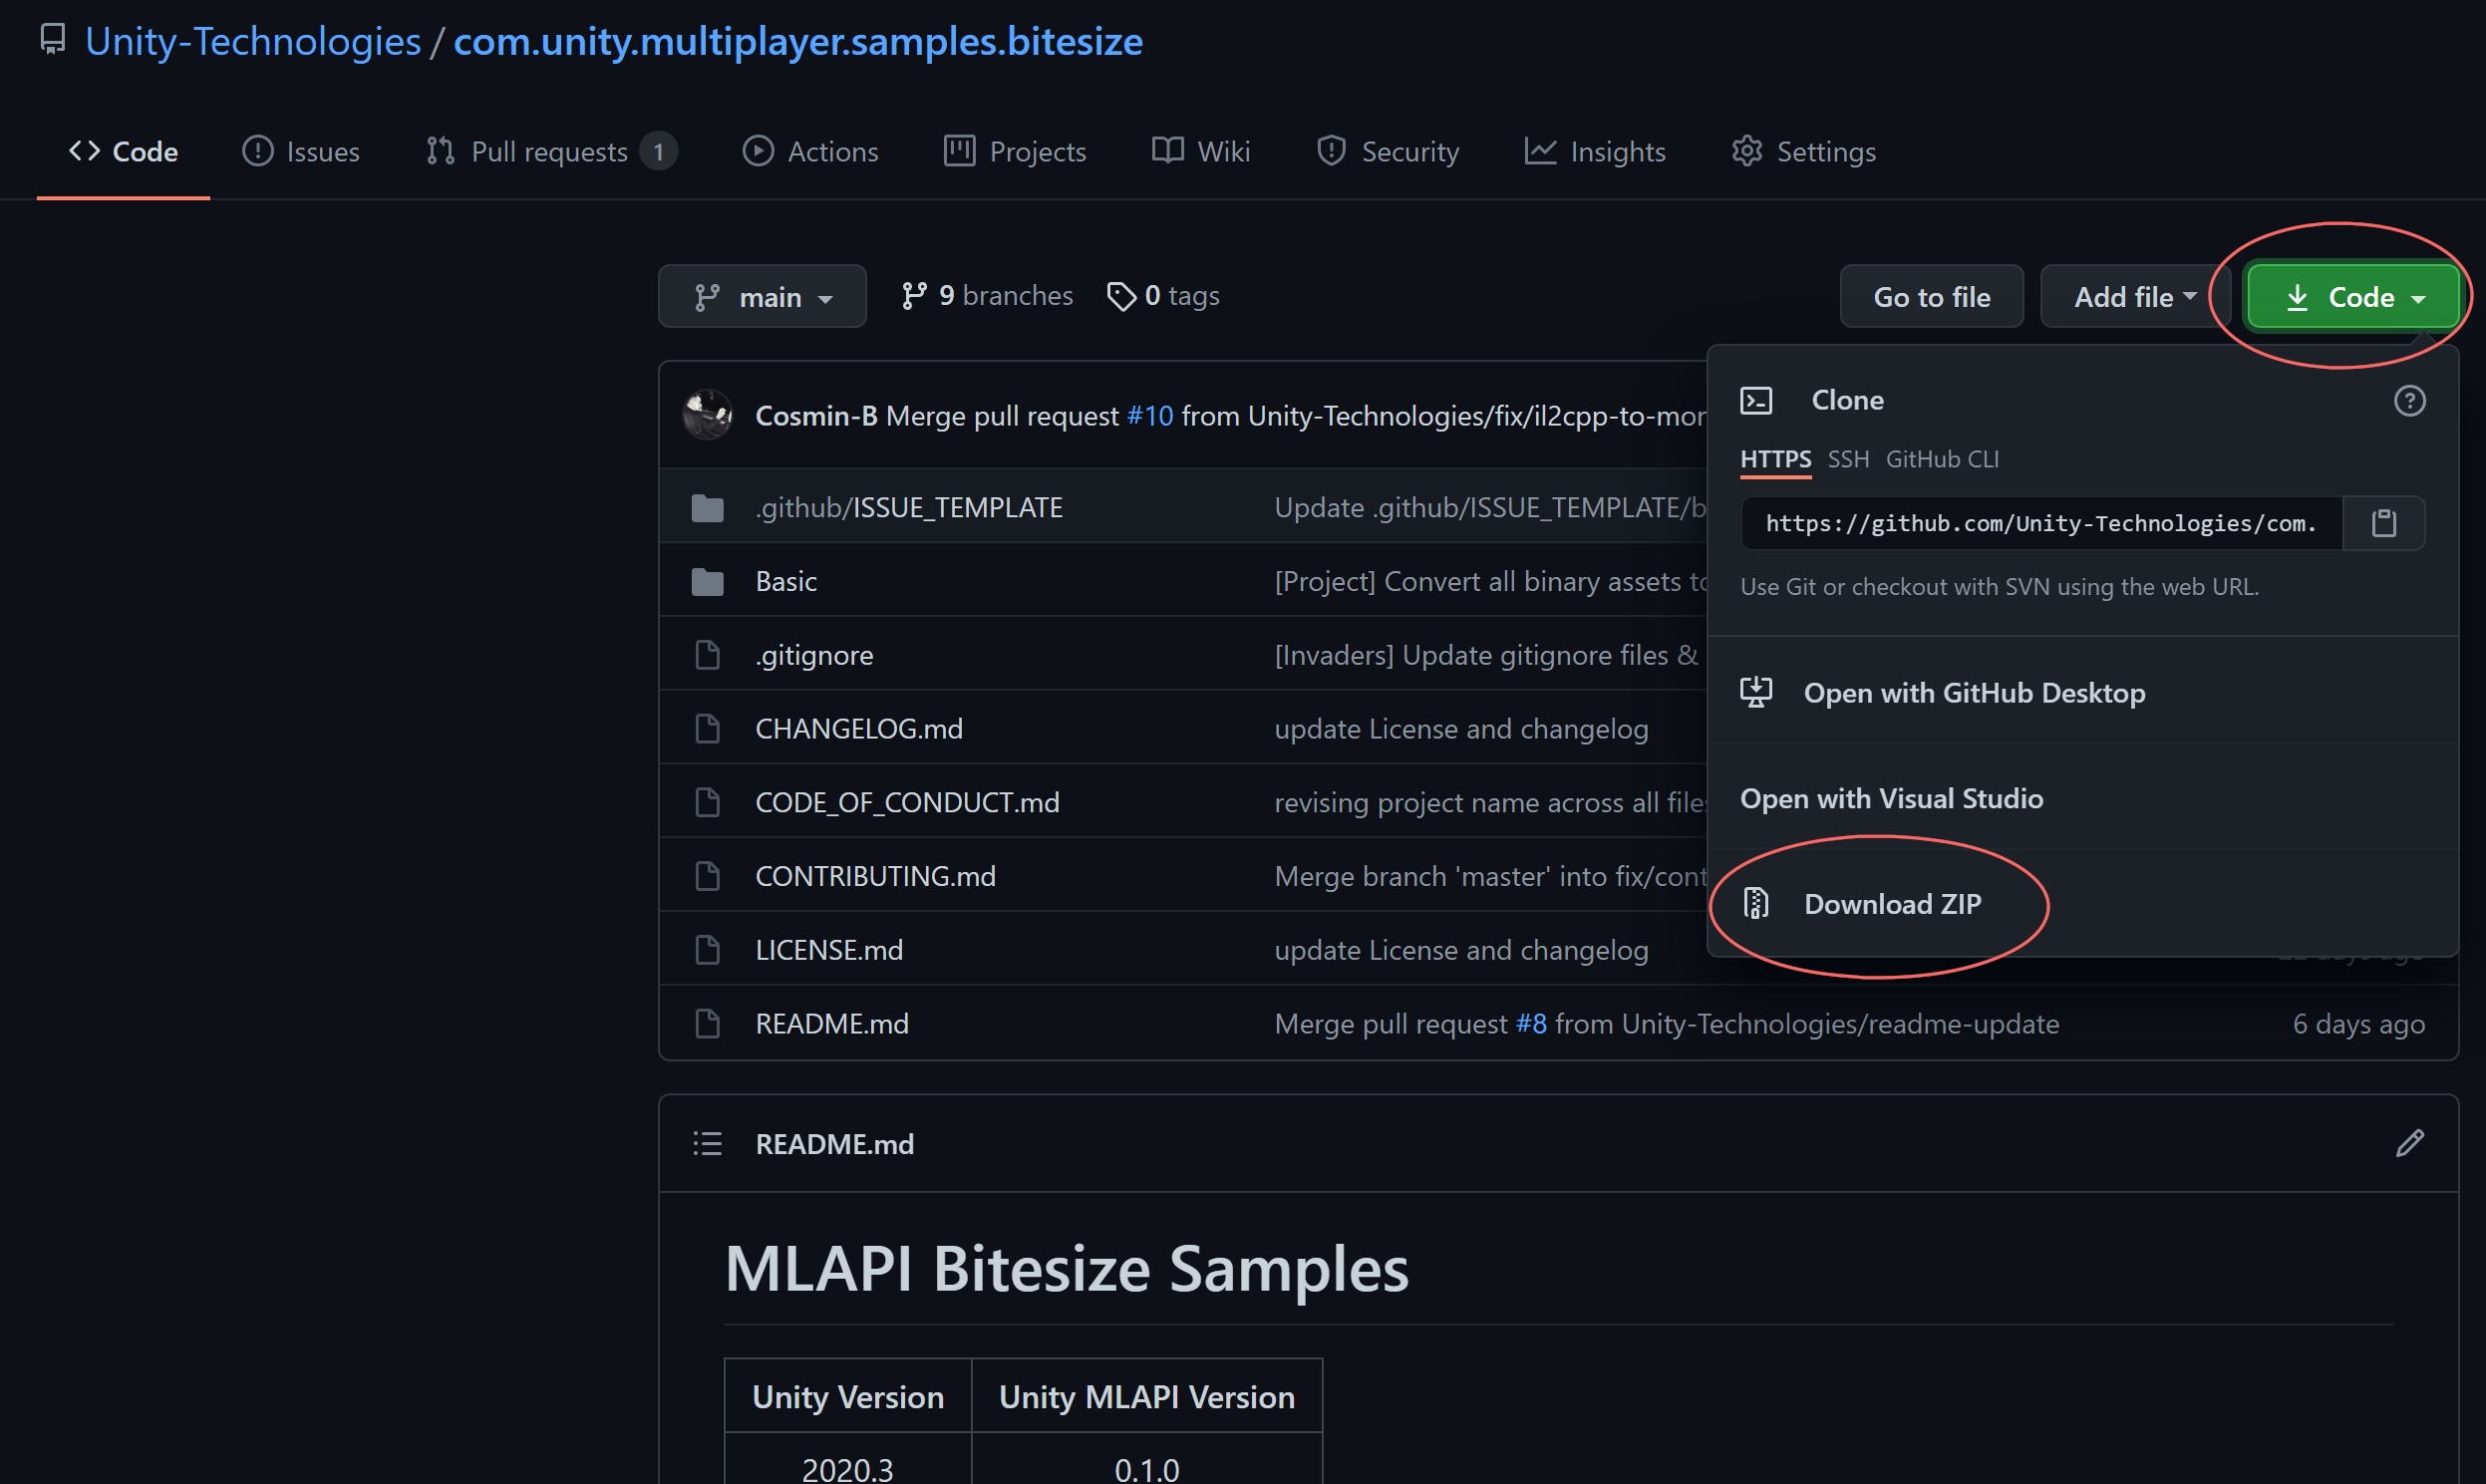 Unity-Technologies / com.unity.multiplayer.samples.bitesize
Code Issues Pull requests 1 Actions Projects Wiki Security Insights Settings
main 9 branches 0 tags Go to file Add file Code
Cosmin-B Merge pull request #10 from Unity-Technologies/fix/il2cpp-to-mor
Clone
HTTPS SSH GitHub CLI
https://github.com/Unity-Technologies/com.
Use Git or checkout with SVN using the web URL.
Open with GitHub Desktop
Open with Visual Studio
Download ZIP
.github/ISSUE_TEMPLATE Update .github/ISSUE_TEMPLATE/b
Basic [Project] Convert all binary assets to
.gitignore [Invaders] Update gitignore files &
CHANGELOG.md update License and changelog
CODE_OF_CONDUCT.md revising project name across all files
CONTRIBUTING.md Merge branch 'master' into fix/cont
LICENSE.md update License and changelog
README.md Merge pull request #8 from Unity-Technologies/readme-update 6 days ago
README.md
MLAPI Bitesize Samples
Unity Version Unity MLAPI Version
2020.3 0.1.0